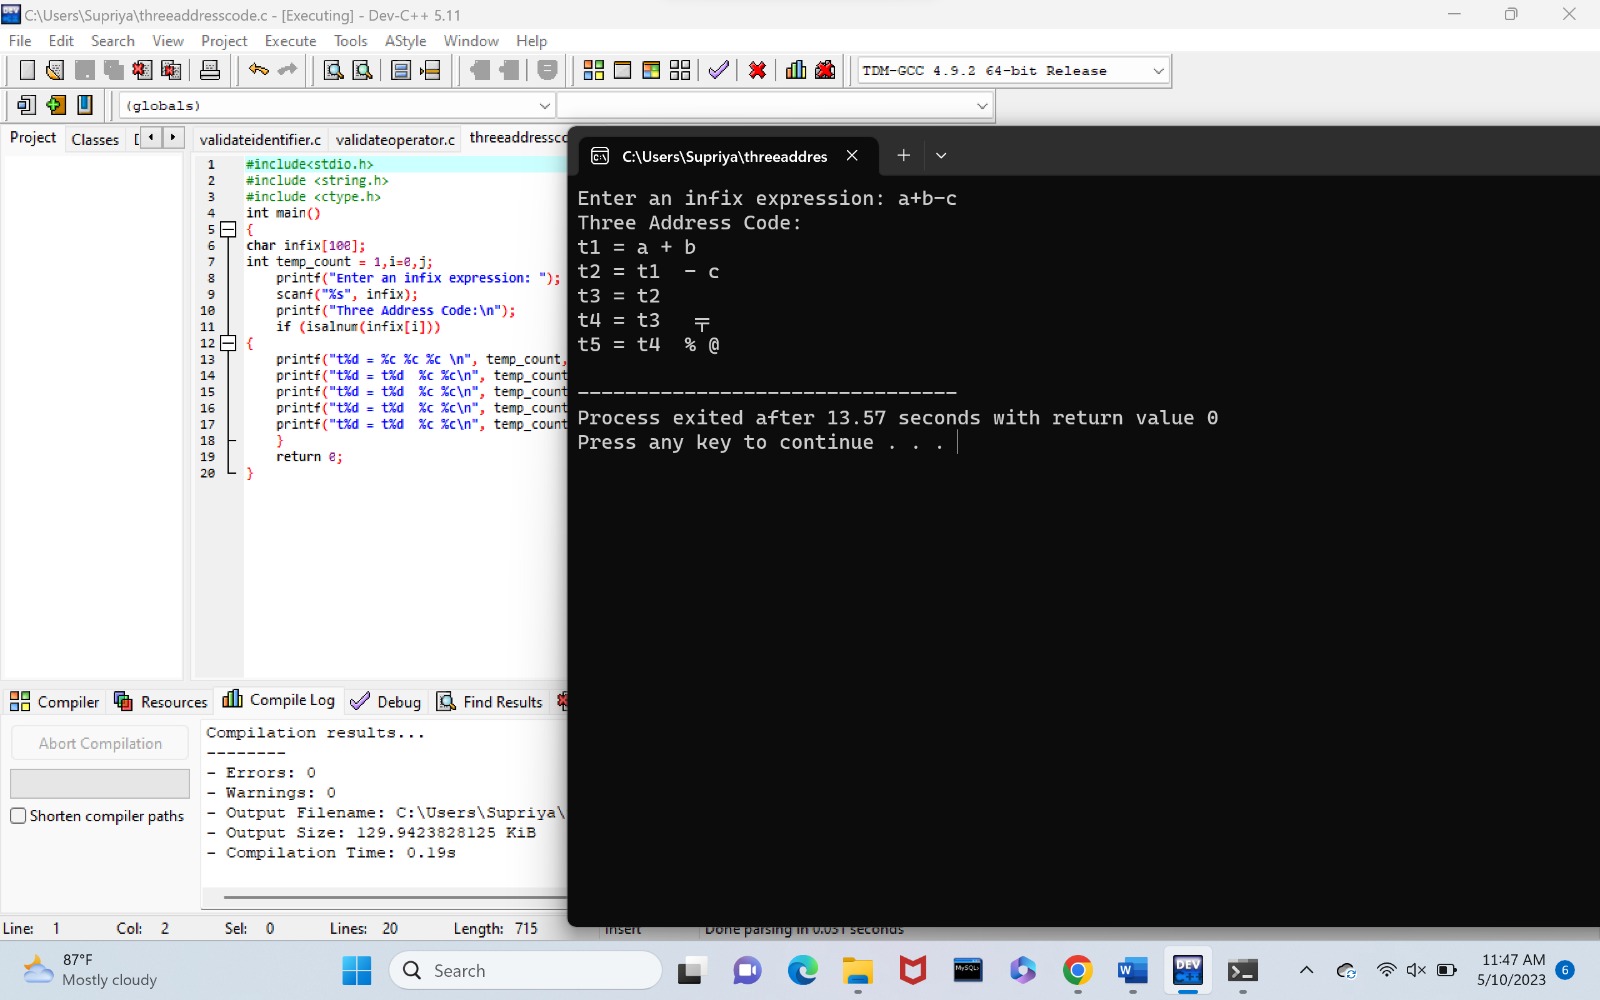 C:\Users\Supriya\threeaddresscode.c - [Executing] - Dev-C++ 5.11
File Edit Search View Project Execute Tools AStyle Window Help
TDM-GCC 4.9.2 64-bit Release
(globals)
Project Classes
validateidentifier.c validateoperator.c threeaddressco
1 #include<stdio.h>
2 #include <string.h>
3 #include <ctype.h>
4 int main()
5 {
6 char infix[100];
7 int temp_count = 1,i=0,j;
8 printf("Enter an infix expression: ");
9 scanf("%s", infix);
10 printf("Three Address Code:\n");
11 if (isalnum(infix[i]))
12 {
13 printf("t%d = %c %c %c \n", temp_count,
14 printf("t%d = t%d  %c %c\n", temp_count
15 printf("t%d = t%d  %c %c\n", temp_count
16 printf("t%d = t%d  %c %c\n", temp_count
17 printf("t%d = t%d  %c %c\n", temp_count
18 }
19 return 0;
20 }
C:\Users\Supriya\threeaddres
Enter an infix expression: a+b-c
Three Address Code:
t1 = a + b
t2 = t1  - c
t3 = t2
t4 = t3   ╤
t5 = t4  % @
--------------------------------
Process exited after 13.57 seconds with return value 0
Press any key to continue . . .
Compiler Resources Compile Log Debug Find Results
Abort Compilation
Shorten compiler paths
Compilation results...
--------
- Errors: 0
- Warnings: 0
- Output Filename: C:\Users\Supriya\
- Output Size: 129.9423828125 KiB
- Compilation Time: 0.19s
Line: 1 Col: 2 Sel: 0 Lines: 20 Length: 715 Insert Done parsing in 0.031 seconds
87°F
Mostly cloudy
Search
MySQL
W
DEV
11:47 AM
5/10/2023
6